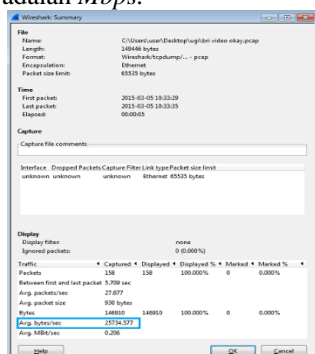 adalah Mbps.
Wireshark: Summary
File
Name: C:\Users\user\Desktop\ugi\bri video okay.pcap
Length: 149446 bytes
Format: Wireshark/tcpdump/... - pcap
Encapsulation: Ethernet
Packet size limit: 65535 bytes
Time
First packet: 2015-03-05 10:33:29
Last packet: 2015-03-05 10:33:35
Elapsed: 00:00:05
Capture
Capture file comments
Interface Dropped Packets Capture Filter Link type Packet size limit
unknown unknown unknown Ethernet 65535 bytes
Display
Display filter: none
Ignored packets: 0 (0.000%)
Traffic Captured Displayed Displayed % Marked Marked %
Packets 158 158 100.000% 0 0.000%
Between first and last packet 5.709 sec
Avg. packets/sec 27.677
Avg. packet size 930 bytes
Bytes 146910 146910 100.000% 0 0.000%
Avg. bytes/sec 25734.577
Avg. MBit/sec 0.206
Help OK Cancel